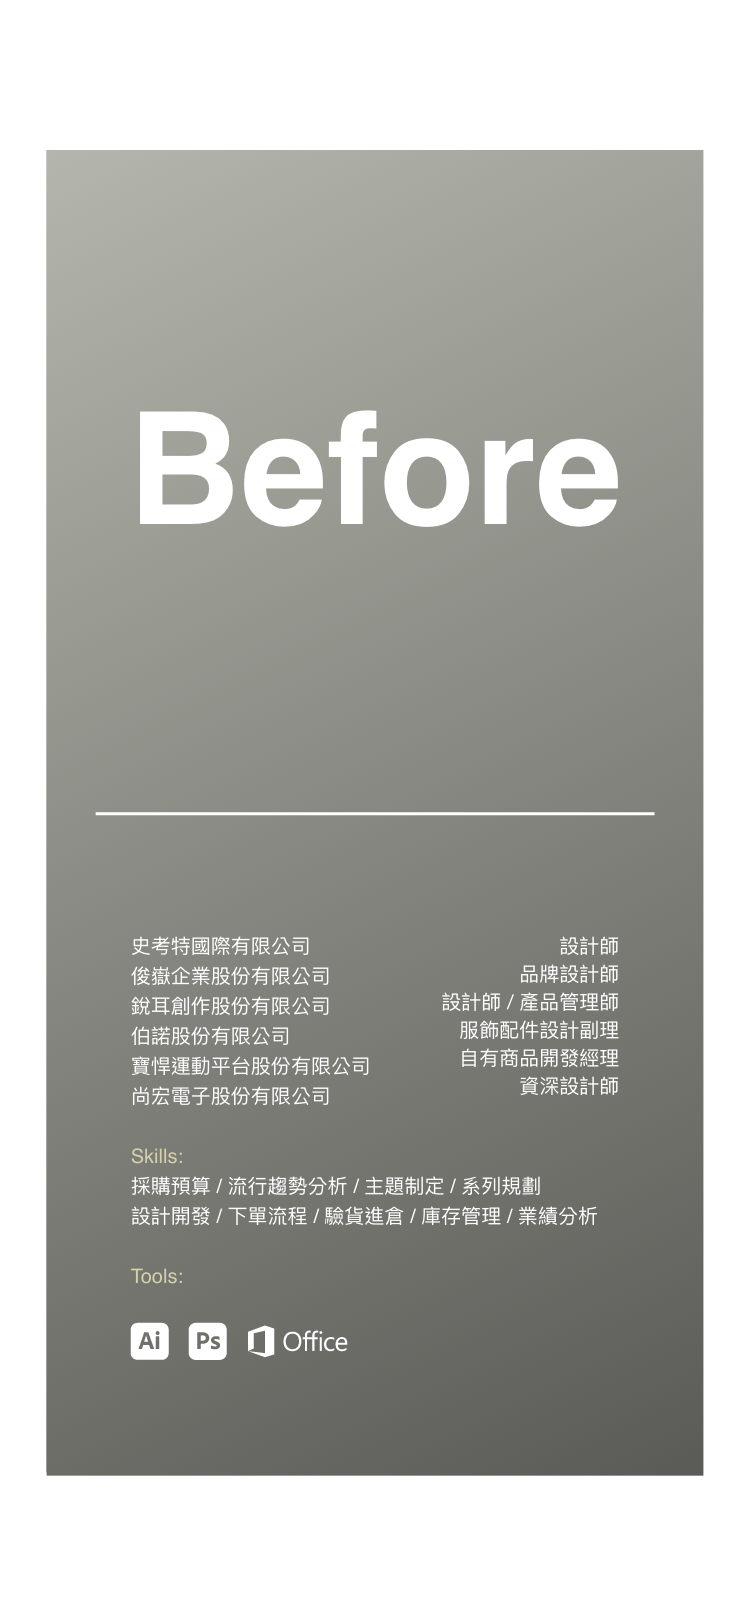 Before
史考特國際有限公司 設計師
俊嶽企業股份有限公司 品牌設計師
銳耳創作股份有限公司 設計師 / 產品管理師
伯諾股份有限公司 服飾配件設計副理
寶悍運動平台股份有限公司 自有商品開發經理
尚宏電子股份有限公司 資深設計師
Skills:
採購預算 / 流行趨勢分析 / 主題制定 / 系列規劃
設計開發 / 下單流程 / 驗貨進倉 / 庫存管理 / 業績分析
Tools:
Ai Ps Office